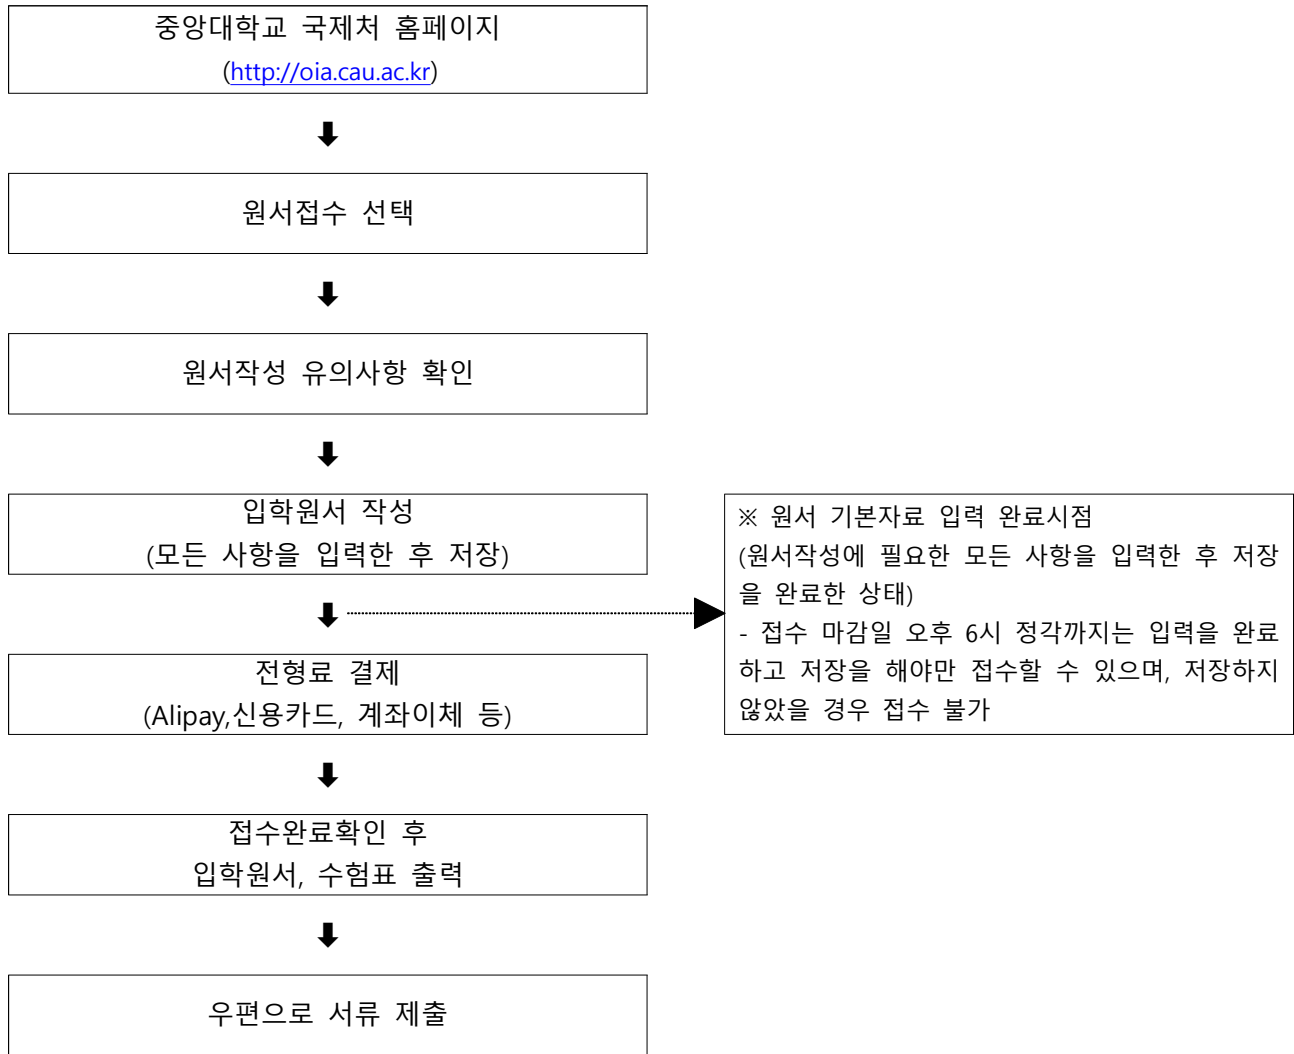 중앙대학교 국제처 홈페이지
(http://oia.cau.ac.kr)
원서접수 선택
원서작성 유의사항 확인
입학원서 작성
(모든 사항을 입력한 후 저장)
※ 원서 기본자료 입력 완료시점
(원서작성에 필요한 모든 사항을 입력한 후 저장
을 완료한 상태)
- 접수 마감일 오후 6시 정각까지는 입력을 완료
하고 저장을 해야만 접수할 수 있으며, 저장하지
않았을 경우 접수 불가
전형료 결제
(Alipay,신용카드, 계좌이체 등)
접수완료확인 후
입학원서, 수험표 출력
우편으로 서류 제출